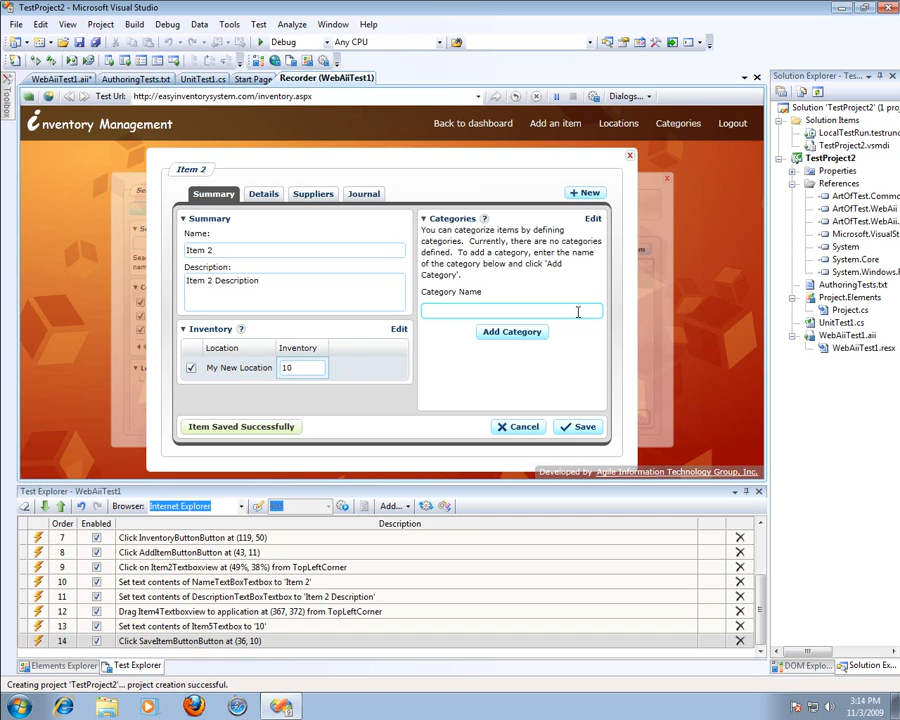 TestProject2 - Microsoft Visual Studio
File Edit View Project Build Debug Data Tools Test Analyze Window Help
Debug Any CPU
WebAiiTest1.aii* AuthoringTests.txt UnitTest1.cs Start Page Recorder (WebAiiTest1)
Toolbox
Test Url: http://easyinventorysystem.com/inventory.aspx Dialogs...
inventory Management
Back to dashboard Add an item Locations Categories Logout
Item 2
x
Summary Details Suppliers Journal
+ New
Summary
Name:
Item 2
Description:
Item 2 Description
Inventory ? Edit
Location Inventory
My New Location 10
Categories ? Edit
You can categorize items by defining
categories. Currently, there are no categories
defined. To add a category, enter the name
of the category below and click 'Add
Category'.
Category Name
Add Category
Item Saved Successfully
Cancel Save
Developed by Agile Information Technology Group, Inc.
Solution Explorer - Tes...
Solution 'TestProject2' (1 proj
Solution Items
LocalTestRun.testrunc
TestProject2.vsmdi
TestProject2
Properties
References
ArtOfTest.Commo
ArtOfTest.WebAii
ArtOfTest.WebAii
Microsoft.VisualSt
System
System.Core
System.Windows.F
AuthoringTests.txt
Project.Elements
Project.cs
UnitTest1.cs
WebAiiTest1.aii
WebAiiTest1.resx
Test Explorer - WebAiiTest1
Browser: Internet Explorer Add...
Order Enabled Description
7 Click InventoryButtonButton at (119, 50)
8 Click AddItemButtonButton at (43, 11)
9 Click on Item2Textboxview at (49%, 38%) from TopLeftCorner
10 Set text contents of NameTextBoxTextbox to 'Item 2'
11 Set text contents of DescriptionTextBoxTextbox to 'Item 2 Description'
12 Drag Item4Textboxview to application at (367, 372) from TopLeftCorner
13 Set text contents of Item5Textbox to '10'
14 Click SaveItemButtonButton at (36, 10)
Elements Explorer Test Explorer
DOM Explo... Solution Ex...
Creating project 'TestProject2'... project creation successful.
3:14 PM
11/3/2009